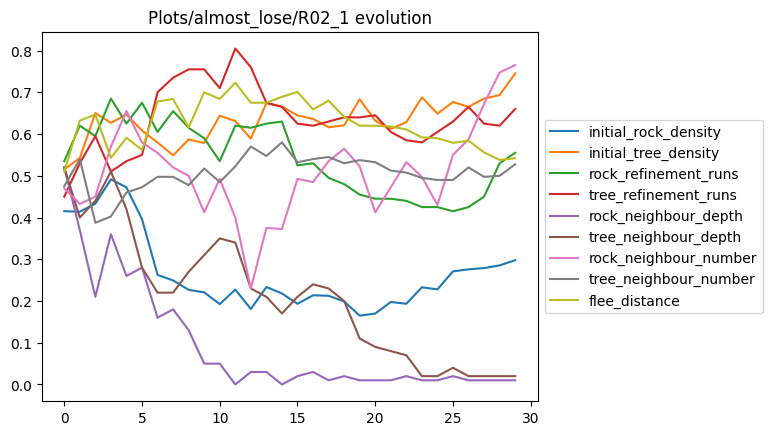 Plots/almost_lose/R02_1 evolution
0.8
0.7
0.6
0.5
0.4
0.3
0.2
0.1
0.0
0
5
10
15
20
25
30
initial_rock_density
initial_tree_density
rock_refinement_runs
tree_refinement_runs
rock_neighbour_depth
tree_neighbour_depth
rock_neighbour_number
tree_neighbour_number
flee_distance